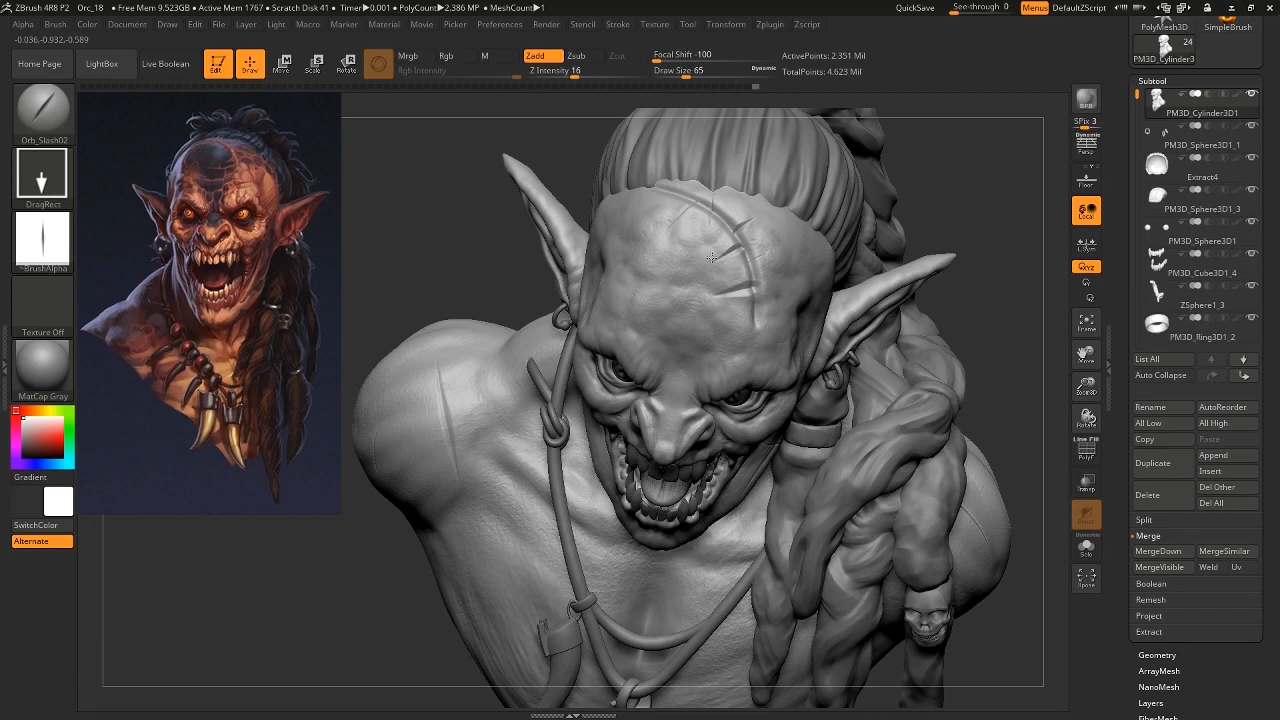 ZBrush 4R8 P2 Orc_18 • Free Mem 9.523GB • Active Mem 1767 • Scratch Disk 41 • Timer▶0.001 • PolyCount▶2.386 MP • MeshCount▶1 QuickSave See-through 0 Menus DefaultZScript
Alpha Brush Color Document Draw Edit File Layer Light Macro Marker Material Movie Picker Preferences Render Stencil Stroke Texture Tool Transform Zplugin Zscript
-0.036,-0.932,-0.589
Home Page LightBox Live Boolean Edit Draw Move Scale Rotate
Mrgb Rgb M Zadd Zsub Zcut Focal Shift -100 ActivePoints: 2.351 Mil
Rgb Intensity Z Intensity 16 Draw Size 65 Dynamic TotalPoints: 4.623 Mil
Orb_Slash02
DragRect
~BrushAlpha
Texture Off
MatCap Gray
Gradient
SwitchColor
Alternate
BPR
SPix 3
Dynamic
Persp
Floor
Local
XYZ
Frame
Move
Zoom3D
Rotate
Line Fill
PolyF
Transp
Ghost
Dynamic
Solo
Xpose
PolyMesh3D SimpleBrush
24
PM3D_Cylinder3
Subtool
PM3D_Cylinder3D1
PM3D_Sphere3D1_1
Extract4
PM3D_Sphere3D1_3
PM3D_Sphere3D1
PM3D_Cube3D1_4
ZSphere1_3
PM3D_Ring3D1_2
List All
Auto Collapse
Rename AutoReorder
All Low All High
Copy Paste
Duplicate Append
Insert
Delete Del Other
Del All
Split
Merge
MergeDown MergeSimilar
MergeVisible Weld Uv
Boolean
Remesh
Project
Extract
Geometry
ArrayMesh
NanoMesh
Layers
FiberMesh